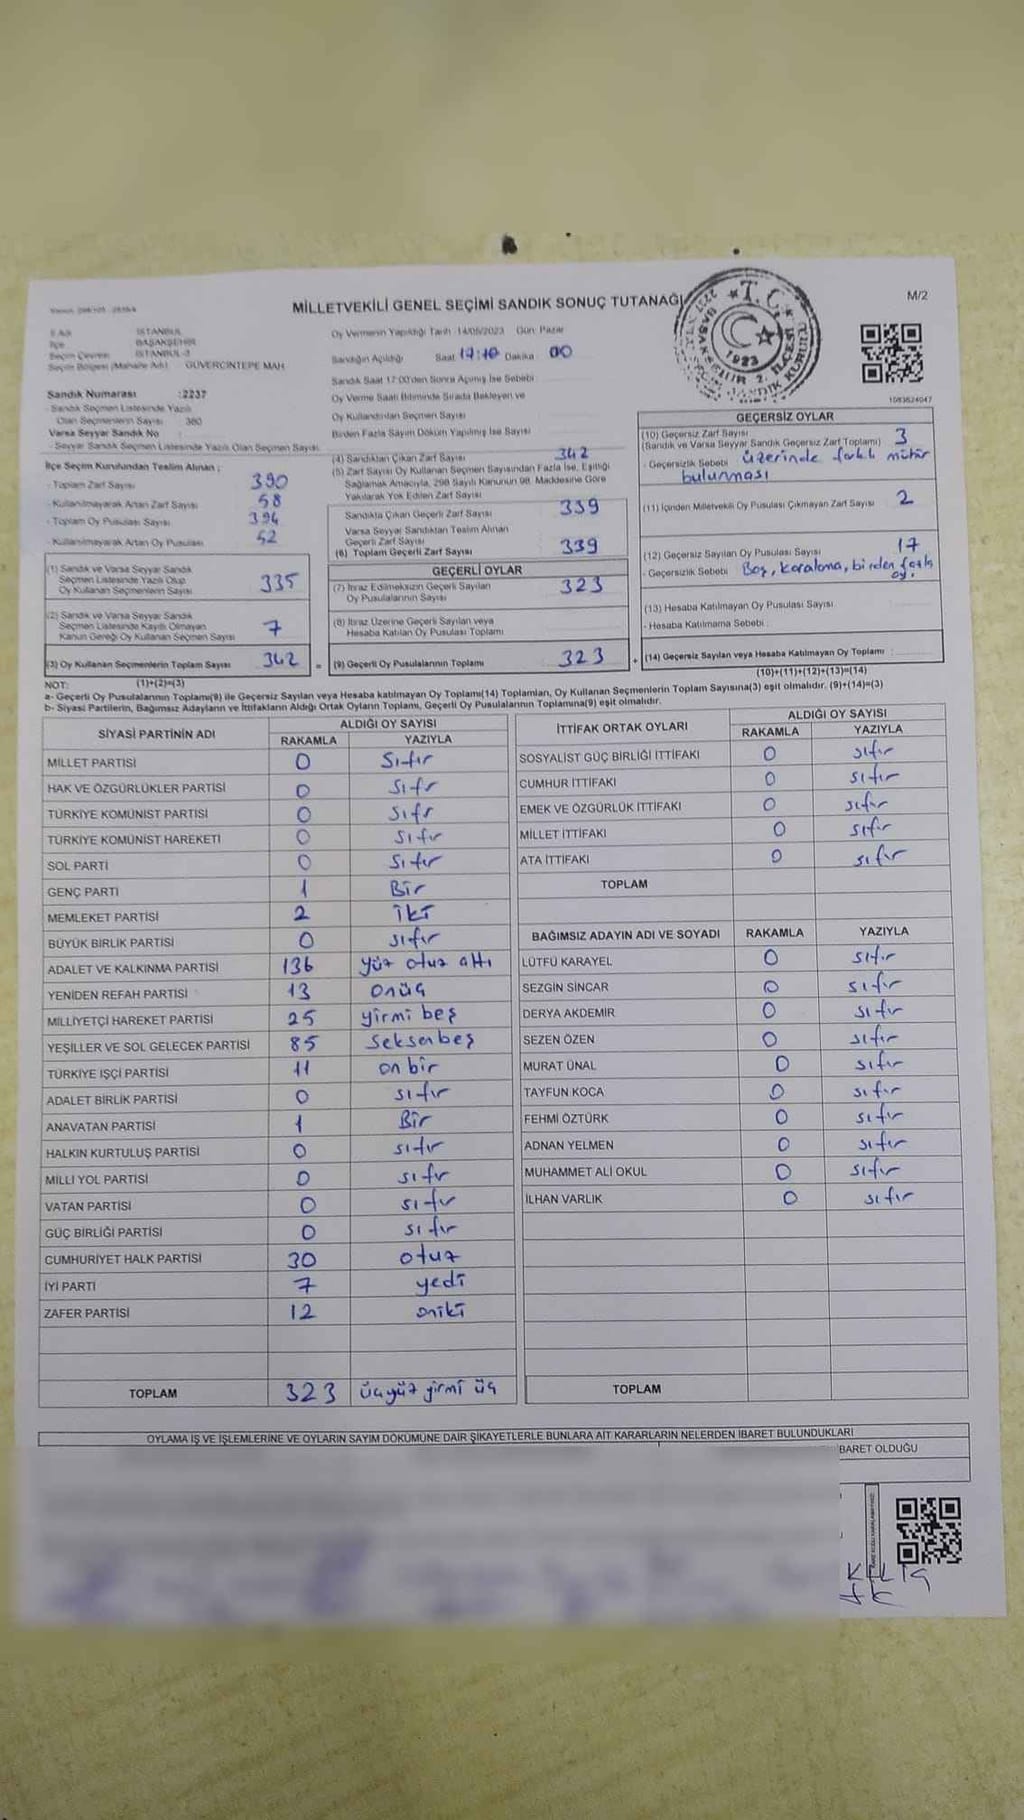 MİLLETVEKİLİ GENEL SEÇİMİ SANDIK SONUÇ TUTANAĞI
M/2
İli Adı İSTANBUL
İlçe BAŞAKŞEHİR
Seçim Çevresi İSTANBUL-3
Seçim Bölgesi (Mahalle Adı) GÜVERCİNTEPE MAH.
Sandık Numarası :2237
- Sandık Seçmen Listesinde Yazılı
Olan Seçmenlerin Sayısı 380
Varsa Seyyar Sandık No
- Seyyar Sandık Seçmen Listesinde Yazılı Olan Seçmen Sayısı
İlçe Seçim Kurulundan Teslim Alınan ;
- Toplam Zarf Sayısı 390
- Kullanılmayarak Artan Zarf Sayısı 58
- Toplam Oy Pusulası Sayısı 394
- Kullanılmayarak Artan Oy Pusulası 52
(1) Sandık ve Varsa Seyyar Sandık
Seçmen Listesinde Yazılı Olup
Oy Kullanan Seçmenlerin Sayısı 335
(2) Sandık ve Varsa Seyyar Sandık
Seçmen Listesinde Kayıtlı Olmayan
Kanun Gereği Oy Kullanan Seçmen Sayısı 7
(3) Oy Kullanan Seçmenlerin Toplam Sayısı 342 =
Oy Vermenin Yapıldığı Tarih 14/05/2023 Gün: Pazar
Sandığın Açıldığı Saat 17:10 Dakika 00
Sandık Saat 17:00'den Sonra Açımış İse Sebebi
Oy Verme Saati Bitiminde Sırada Bekleyen ve
Oy Kullandırılan Seçmen Sayısı
Birden Fazla Sayım Döküm Yapılmış İse Sayısı
(4) Sandıktan Çıkan Zarf Sayısı 342
(5) Zarf Sayısı Oy Kullanan Seçmen Sayısından Fazla İse, Eşitliği
Sağlamak Amacıyla, 298 Sayılı Kanunun 98. Maddesine Göre
Yakılarak Yok Edilen Zarf Sayısı
Sandıkta Çıkan Geçerli Zarf Sayısı 339
Varsa Seyyar Sandıktan Teslim Alınan
Geçerli Zarf Sayısı
(6) Toplam Geçerli Zarf Sayısı 339
GEÇERLİ OYLAR
(7) İtiraz Edilmeksizin Geçerli Sayılan
Oy Pusulalarının Sayısı 323
(8) İtiraz Üzerine Geçerli Sayılan veya
Hesaba Katılan Oy Pusulası Toplamı
(9) Geçerli Oy Pusulalarının Toplamı 323 +
T.C.
1923
1083624047
GEÇERSİZ OYLAR
(10) Geçersiz Zarf Sayısı
(Sandık ve Varsa Seyyar Sandık Geçersiz Zarf Toplamı) 3
- Geçersizlik Sebebi üzerinde farklı mühür
bulunması
(11) İçinden Milletvekili Oy Pusulası Çıkmayan Zarf Sayısı 2
(12) Geçersiz Sayılan Oy Pusulası Sayısı 17
- Geçersizlik Sebebi Boş, karalama, birden fazla
oy.
(13) Hesaba Katılmayan Oy Pusulası Sayısı
- Hesaba Katılmama Sebebi :
(14) Geçersiz Sayılan veya Hesaba Katılmayan Oy Toplamı :
(10)+(11)+(12)+(13)=(14)
NOT: (1)+(2)=(3)
a- Geçerli Oy Pusulalarının Toplamı(9) ile Geçersiz Sayılan veya Hesaba katılmayan Oy Toplamı(14) Toplamları, Oy Kullanan Seçmenlerin Toplam Sayısına(3) eşit olmalıdır. (9)+(14)=(3)
b- Siyasi Partilerin, Bağımsız Adayların ve İttifakların Aldığı Ortak Oyların Toplamı, Geçerli Oy Pusulalarının Toplamına(9) eşit olmalıdır.
SİYASİ PARTİNİN ADI ALDIĞI OY SAYISI
RAKAMLA YAZIYLA
MİLLET PARTİSİ 0 Sıfır
HAK VE ÖZGÜRLÜKLER PARTİSİ 0 Sıfr
TÜRKİYE KOMÜNİST PARTİSİ 0 Sıfr
TÜRKİYE KOMÜNİST HAREKETİ 0 Sıfır
SOL PARTİ 0 Sıfır
GENÇ PARTİ 1 Bir
MEMLEKET PARTİSİ 2 İki
BÜYÜK BİRLİK PARTİSİ 0 sıfır
ADALET VE KALKINMA PARTİSİ 136 Yüz otuz altı
YENİDEN REFAH PARTİSİ 13 onüç
MİLLİYETÇİ HAREKET PARTİSİ 25 yirmi beş
YEŞİLLER VE SOL GELECEK PARTİSİ 85 Seksenbeş
TÜRKİYE İŞÇİ PARTİSİ 11 on bir
ADALET BİRLİK PARTİSİ 0 sıfır
ANAVATAN PARTİSİ 1 Bir
HALKIN KURTULUŞ PARTİSİ 0 sıfır
MİLLİ YOL PARTİSİ 0 sıfır
VATAN PARTİSİ 0 sıfır
GÜÇ BİRLİĞİ PARTİSİ 0 sıfır
CUMHURİYET HALK PARTİSİ 30 otuz
İYİ PARTİ 7 yedi
ZAFER PARTİSİ 12 oniki
TOPLAM 323 üçyüz yirmi üç
İTTİFAK ORTAK OYLARI ALDIĞI OY SAYISI
RAKAMLA YAZIYLA
SOSYALİST GÜÇ BİRLİĞİ İTTİFAKI 0 sıfır
CUMHUR İTTİFAKI 0 sıfır
EMEK VE ÖZGÜRLÜK İTTİFAKI 0 sıfır
MİLLET İTTİFAKI 0 sıfır
ATA İTTİFAKI 0 sıfır
TOPLAM
BAĞIMSIZ ADAYIN ADI VE SOYADI RAKAMLA YAZIYLA
LÜTFÜ KARAYEL 0 sıfır
SEZGİN SİNCAR 0 sıfır
DERYA AKDEMİR 0 sıfır
SEZEN ÖZEN 0 sıfır
MURAT ÜNAL 0 sıfır
TAYFUN KOCA 0 sıfır
FEHMİ ÖZTÜRK 0 sıfır
ADNAN YELMEN 0 sıfır
MUHAMMET ALİ OKUL 0 sıfır
İLHAN VARLIK 0 sıfır
TOPLAM
OYLAMA İŞ VE İŞLEMLERİNE VE OYLARIN SAYIM DÖKÜMÜNE DAİR ŞİKAYETLERLE BUNLARA AİT KARARLARIN NELERDEN İBARET BULUNDUKLARI
İBARET OLDUĞU